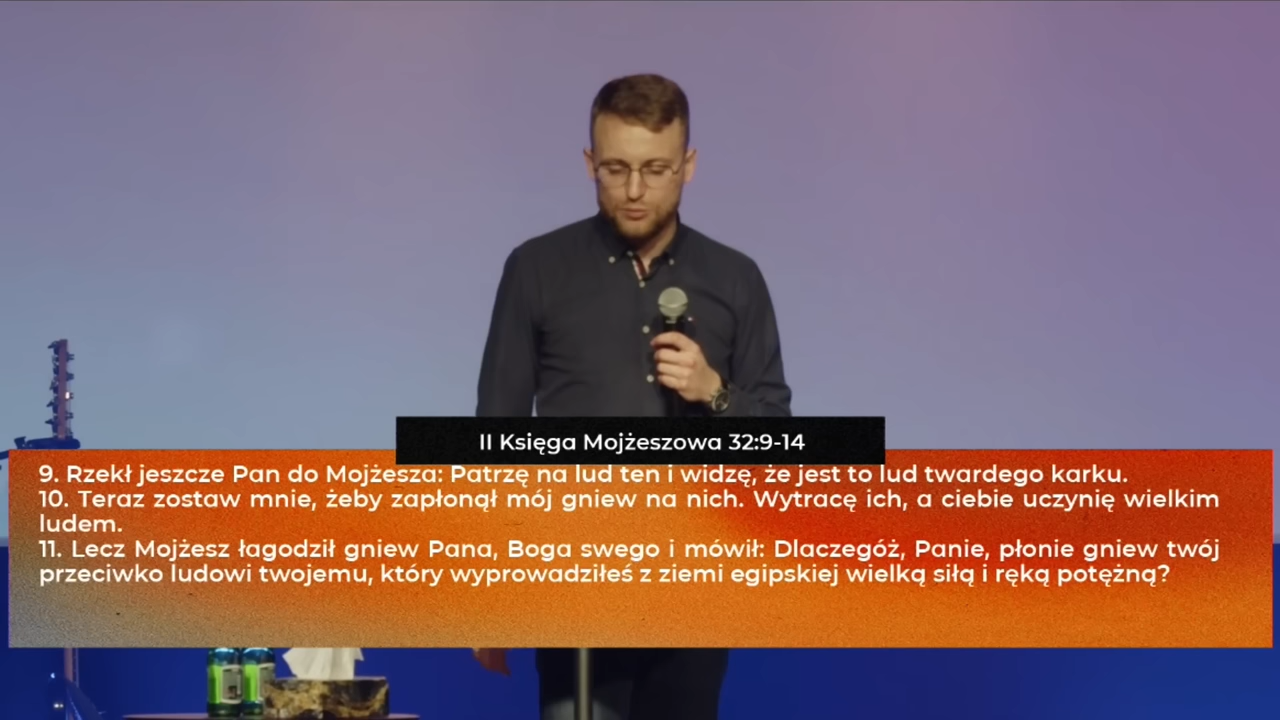 II Księga Mojżeszowa 32:9-14
9. Rzekł jeszcze Pan do Mojżesza: Patrzę na lud ten i widzę, że jest to lud twardego karku.
10. Teraz zostaw mnie, żeby zapłonął mój gniew na nich. Wytracę ich, a ciebie uczynię wielkim
ludem.
11. Lecz Mojżesz łagodził gniew Pana, Boga swego i mówił: Dlaczegóż, Panie, płonie gniew twój
przeciwko ludowi twojemu, który wyprowadziłeś z ziemi egipskiej wielką siłą i ręką potężną?